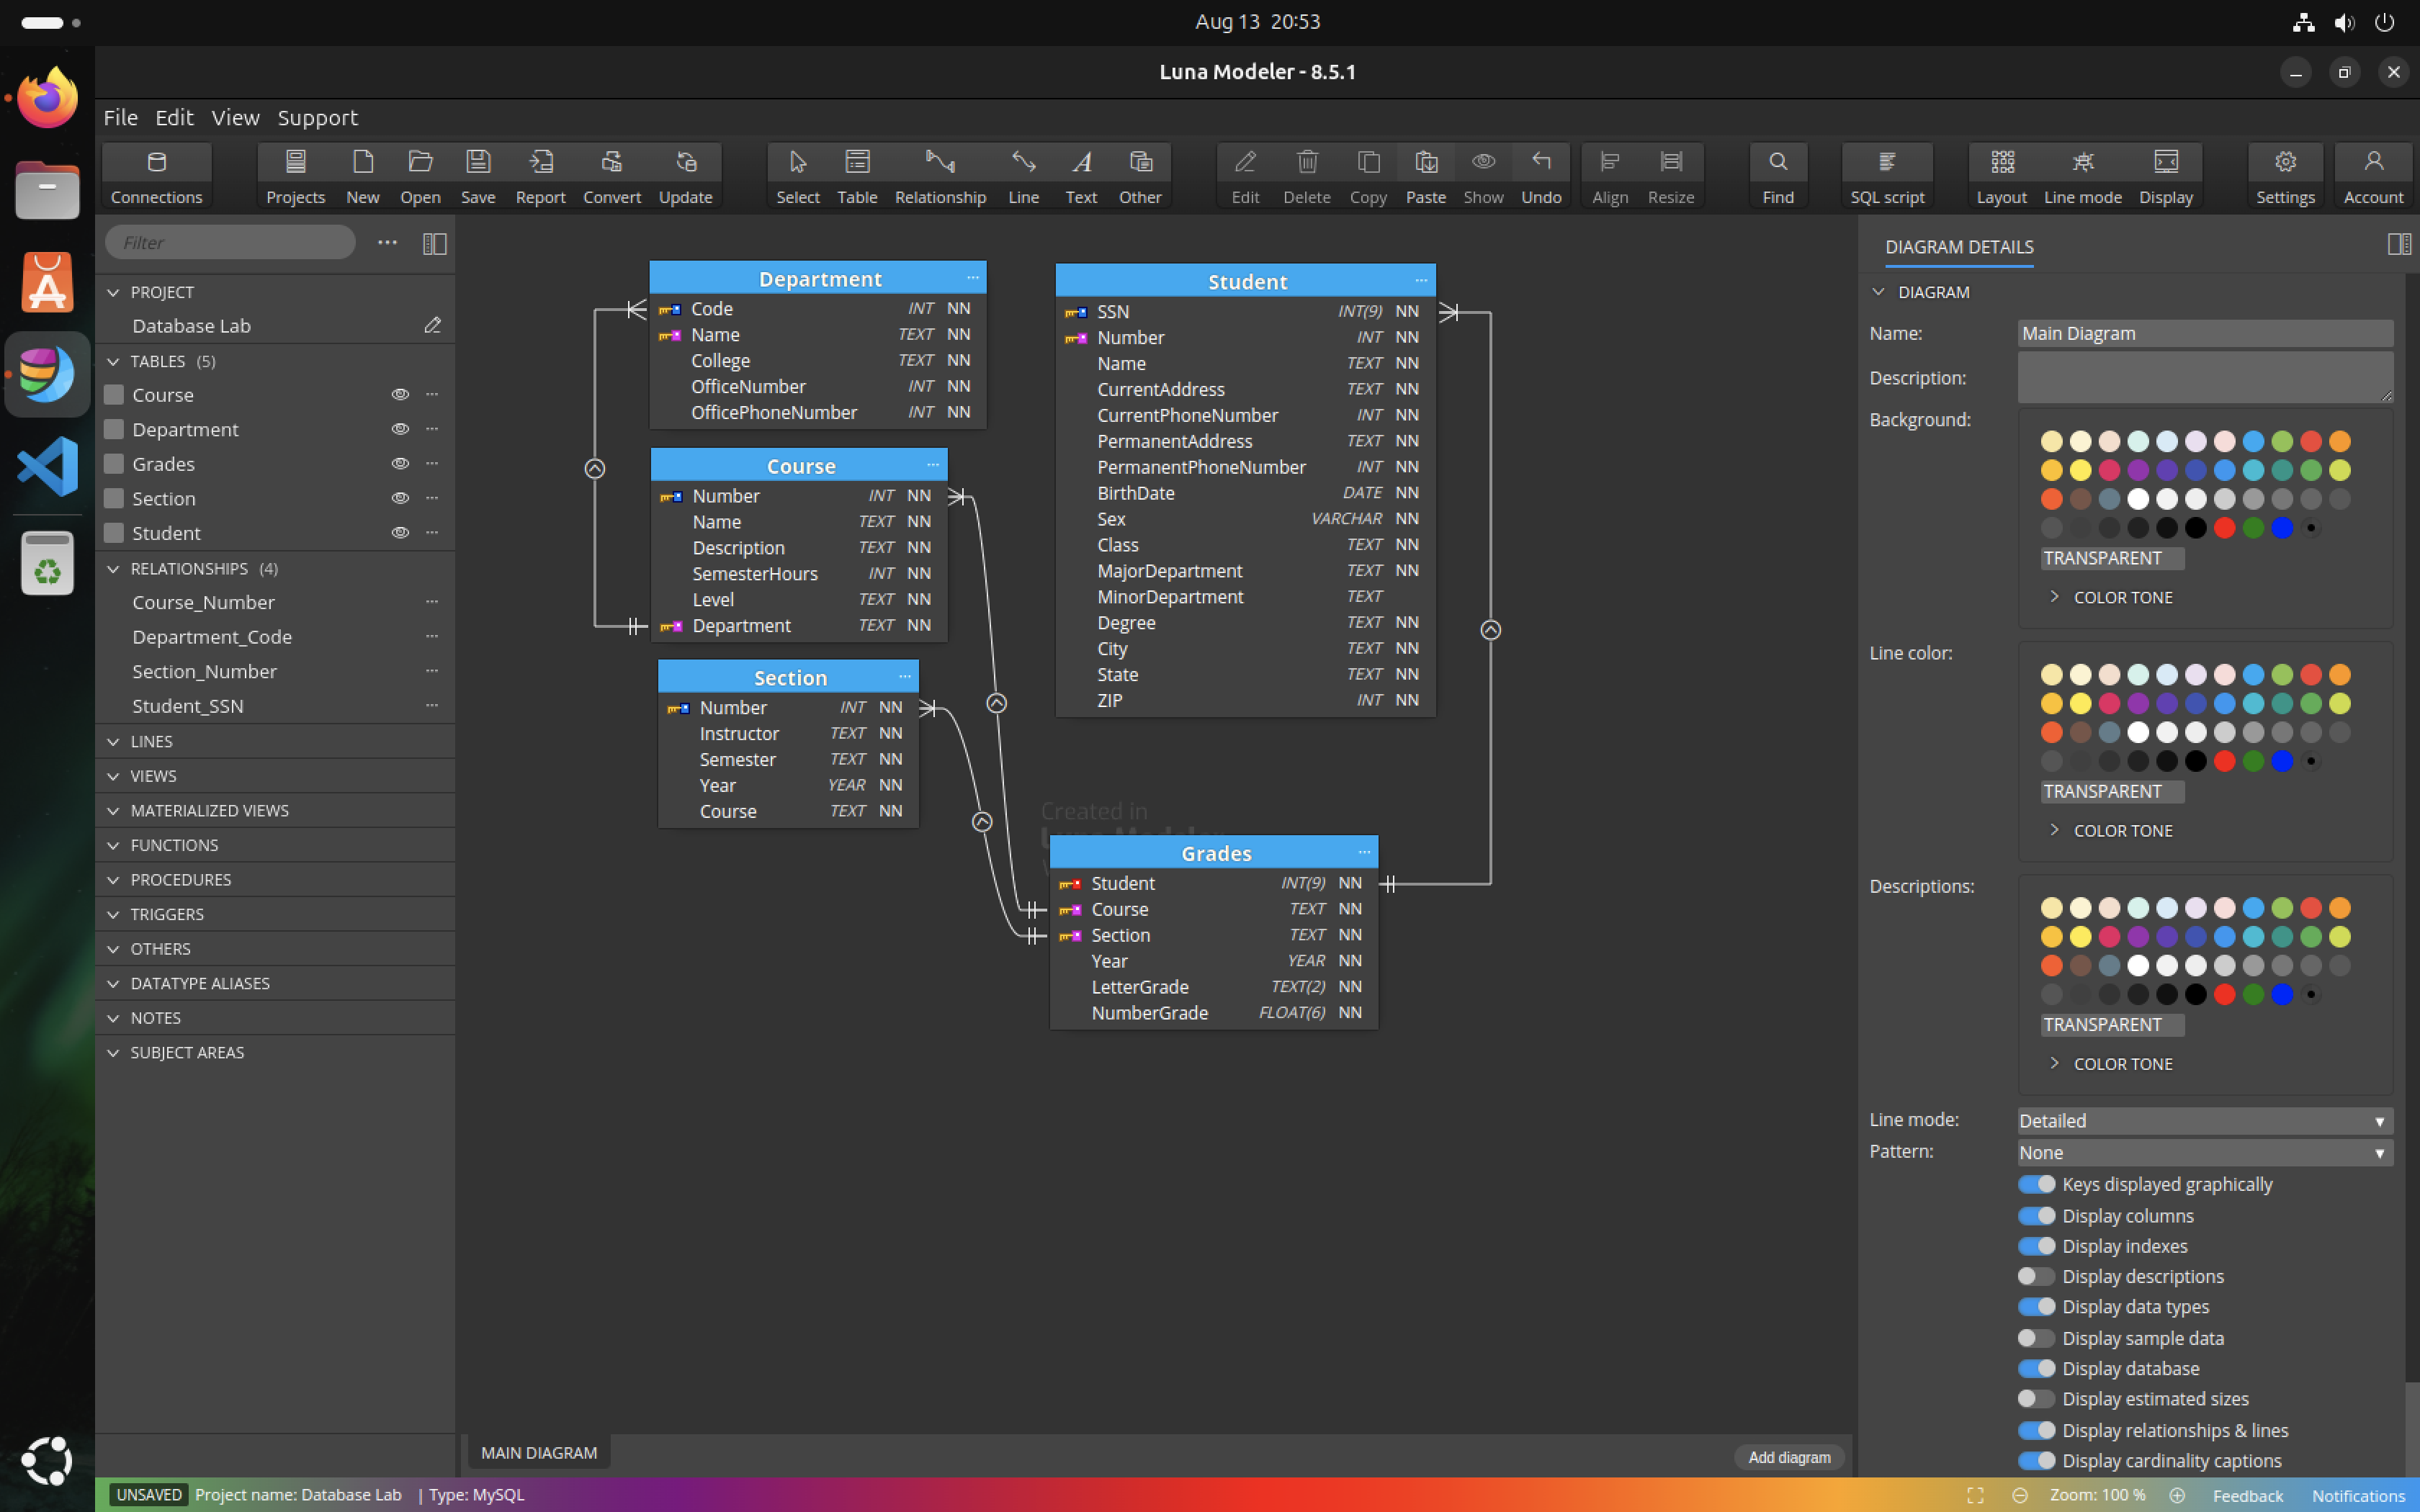 Aug 13 20:53
Luna Modeler - 8.5.1
File Edit View Support
Connections Projects New Open Save Report Convert Update Select Table Relationship Line Text Other Edit Delete Copy Paste Show Undo Align Resize Find SQL script Layout Line mode Display Settings Account
Filter
PROJECT
Database Lab
TABLES (5)
Course
Department
Grades
Section
Student
RELATIONSHIPS (4)
Course_Number
Department_Code
Section_Number
Student_SSN
LINES
VIEWS
MATERIALIZED VIEWS
FUNCTIONS
PROCEDURES
TRIGGERS
OTHERS
DATATYPE ALIASES
NOTES
SUBJECT AREAS
Department
Code INT NN
Name TEXT NN
College TEXT NN
OfficeNumber INT NN
OfficePhoneNumber INT NN
Course
Number INT NN
Name TEXT NN
Description TEXT NN
SemesterHours INT NN
Level TEXT NN
Department TEXT NN
Section
Number INT NN
Instructor TEXT NN
Semester TEXT NN
Year YEAR NN
Course TEXT NN
Student
SSN INT(9) NN
Number INT NN
Name TEXT NN
CurrentAddress TEXT NN
CurrentPhoneNumber INT NN
PermanentAddress TEXT NN
PermanentPhoneNumber INT NN
BirthDate DATE NN
Sex VARCHAR NN
Class TEXT NN
MajorDepartment TEXT NN
MinorDepartment TEXT
Degree TEXT NN
City TEXT NN
State TEXT NN
ZIP INT NN
Created in
Luna Modeler
Grades
Student INT(9) NN
Course TEXT NN
Section TEXT NN
Year YEAR NN
LetterGrade TEXT(2) NN
NumberGrade FLOAT(6) NN
MAIN DIAGRAM
Add diagram
DIAGRAM DETAILS
DIAGRAM
Name: Main Diagram
Description:
Background:
TRANSPARENT
COLOR TONE
Line color:
TRANSPARENT
COLOR TONE
Descriptions:
TRANSPARENT
COLOR TONE
Line mode: Detailed
Pattern: None
Keys displayed graphically
Display columns
Display indexes
Display descriptions
Display data types
Display sample data
Display database
Display estimated sizes
Display relationships & lines
Display cardinality captions
UNSAVED Project name: Database Lab | Type: MySQL
Zoom: 100 % Feedback Notifications